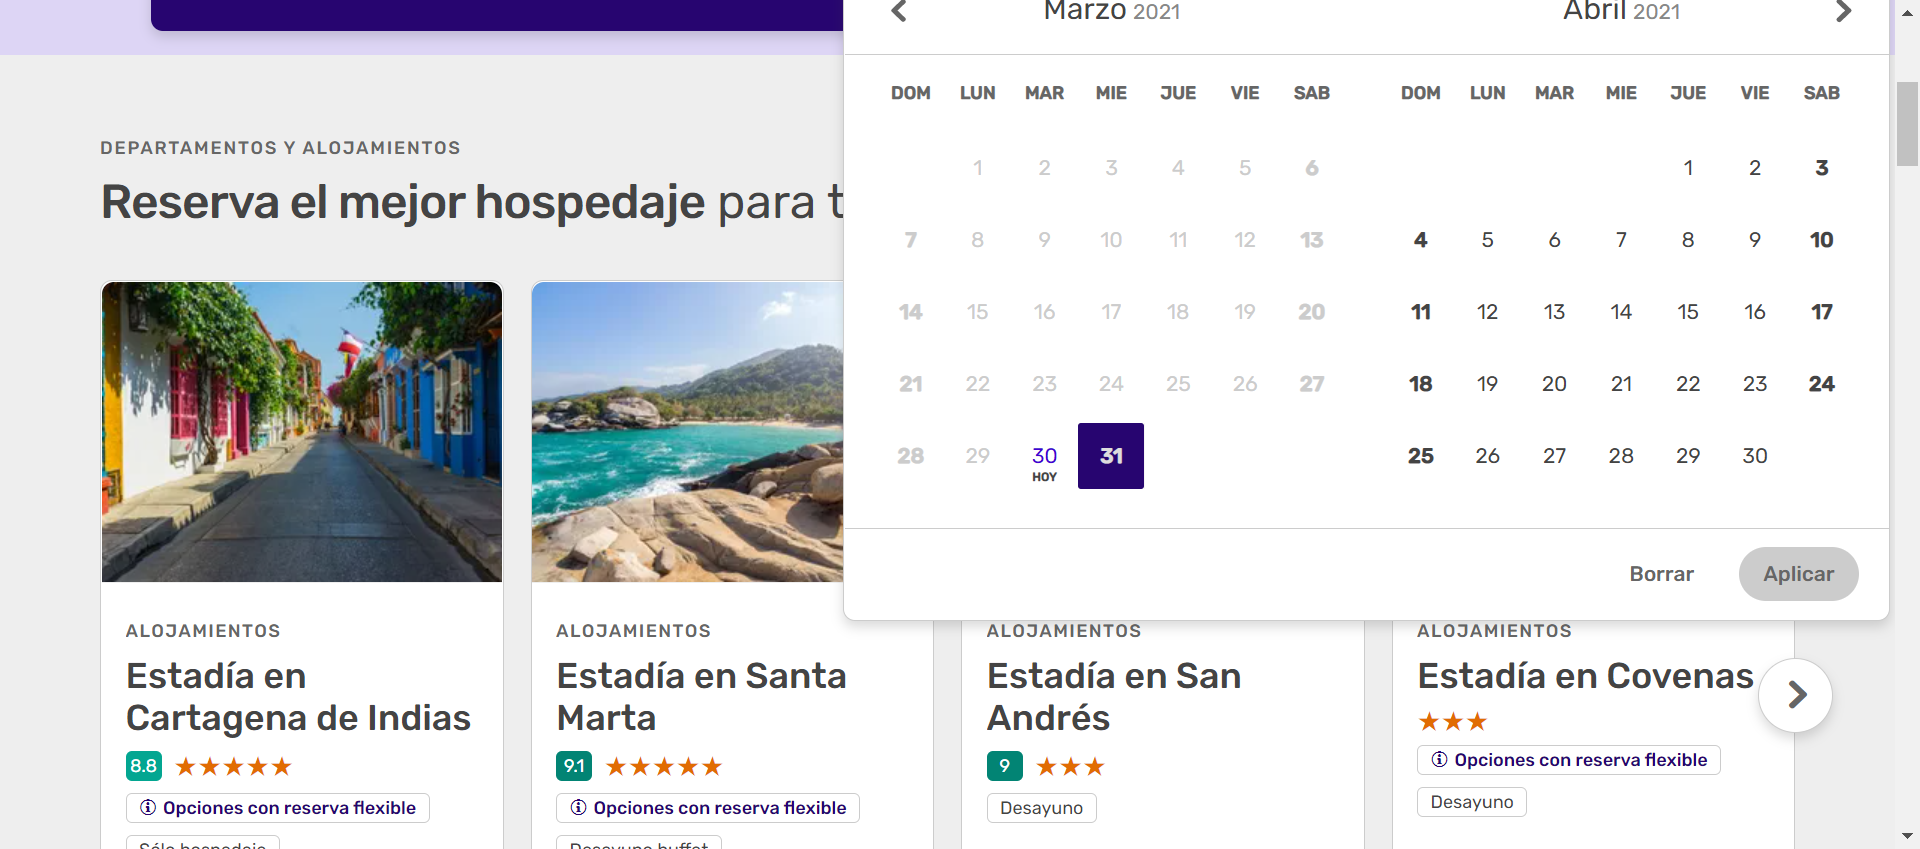 Marzo 2021
Abril 2021
DOM LUN MAR MIE JUE VIE SAB
1 2 3 4 5 6
7 8 9 10 11 12 13
14 15 16 17 18 19 20
21 22 23 24 25 26 27
28 29 30 31
HOY
DOM LUN MAR MIE JUE VIE SAB
1 2 3
4 5 6 7 8 9 10
11 12 13 14 15 16 17
18 19 20 21 22 23 24
25 26 27 28 29 30
Borrar Aplicar
DEPARTAMENTOS Y ALOJAMIENTOS
Reserva el mejor hospedaje para
ALOJAMIENTOS
Estadía en
Cartagena de Indias
8.8
Opciones con reserva flexible
Sólo hospedaje
ALOJAMIENTOS
Estadía en Santa
Marta
9.1
Opciones con reserva flexible
Desayuno buffet
ALOJAMIENTOS
Estadía en San
Andrés
9
Desayuno
ALOJAMIENTOS
Estadía en Covenas
Opciones con reserva flexible
Desayuno